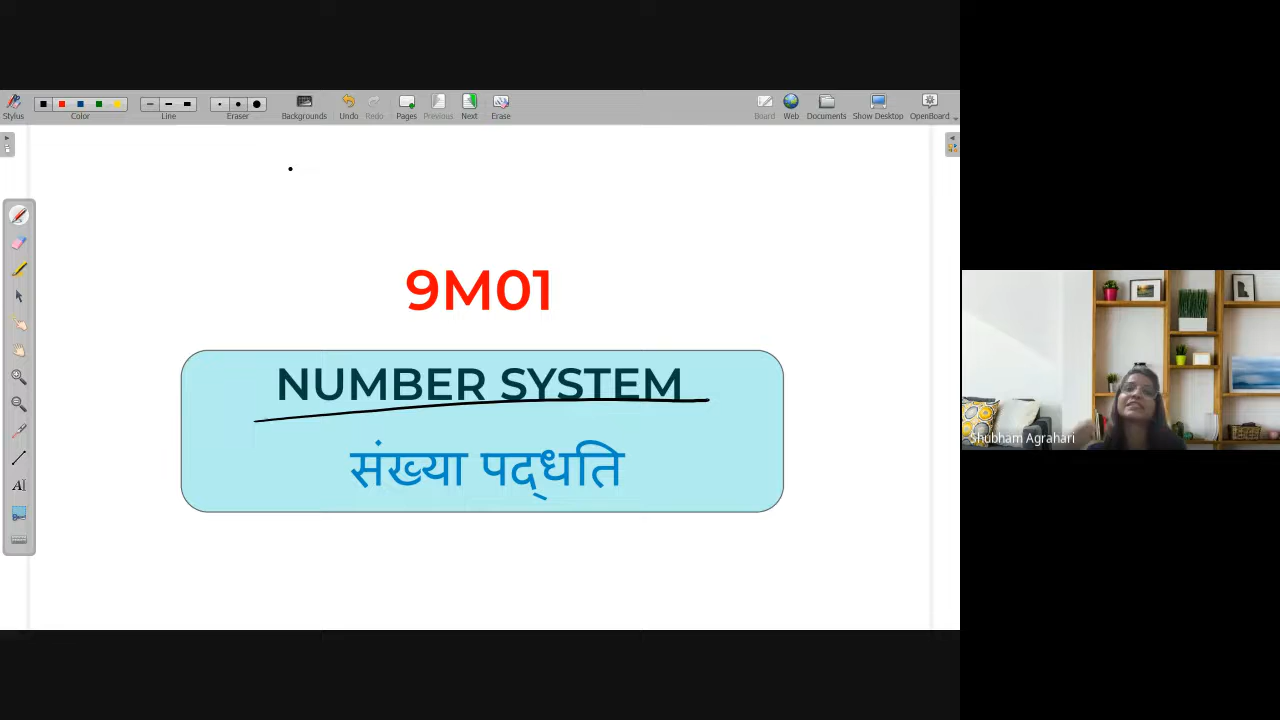 Stylus Color Line Eraser Backgrounds Undo Redo Pages Previous Next Erase Board Web Documents Show Desktop OpenBoard
9M01
NUMBER SYSTEM
संख्या पद्धति
Shubham Agrahari